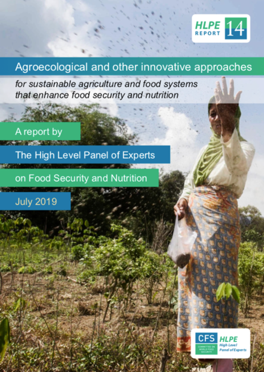 HLPE
REPORT
14
Agroecological and other innovative approaches
for sustainable agriculture and food systems
that enhance food security and nutrition
A report by
The High Level Panel of Experts
on Food Security and Nutrition
July 2019
CFS
HLPE
High Level
Panel of Experts